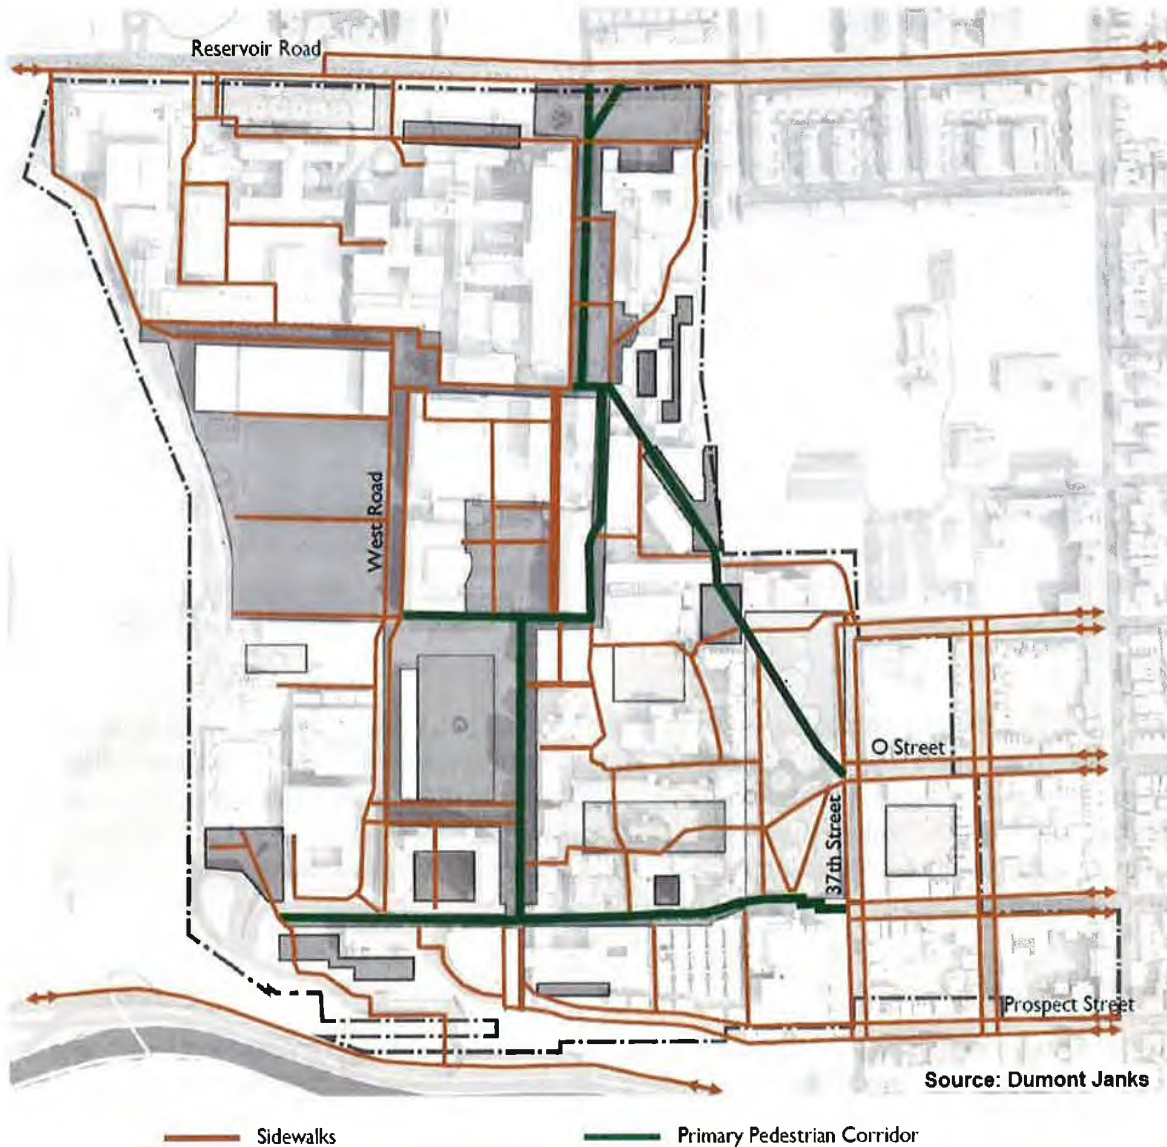 Reservoir Road
West Road
O Street
37th Street
Prospect Street
Source: Dumont Janks
Sidewalks
Primary Pedestrian Corridor